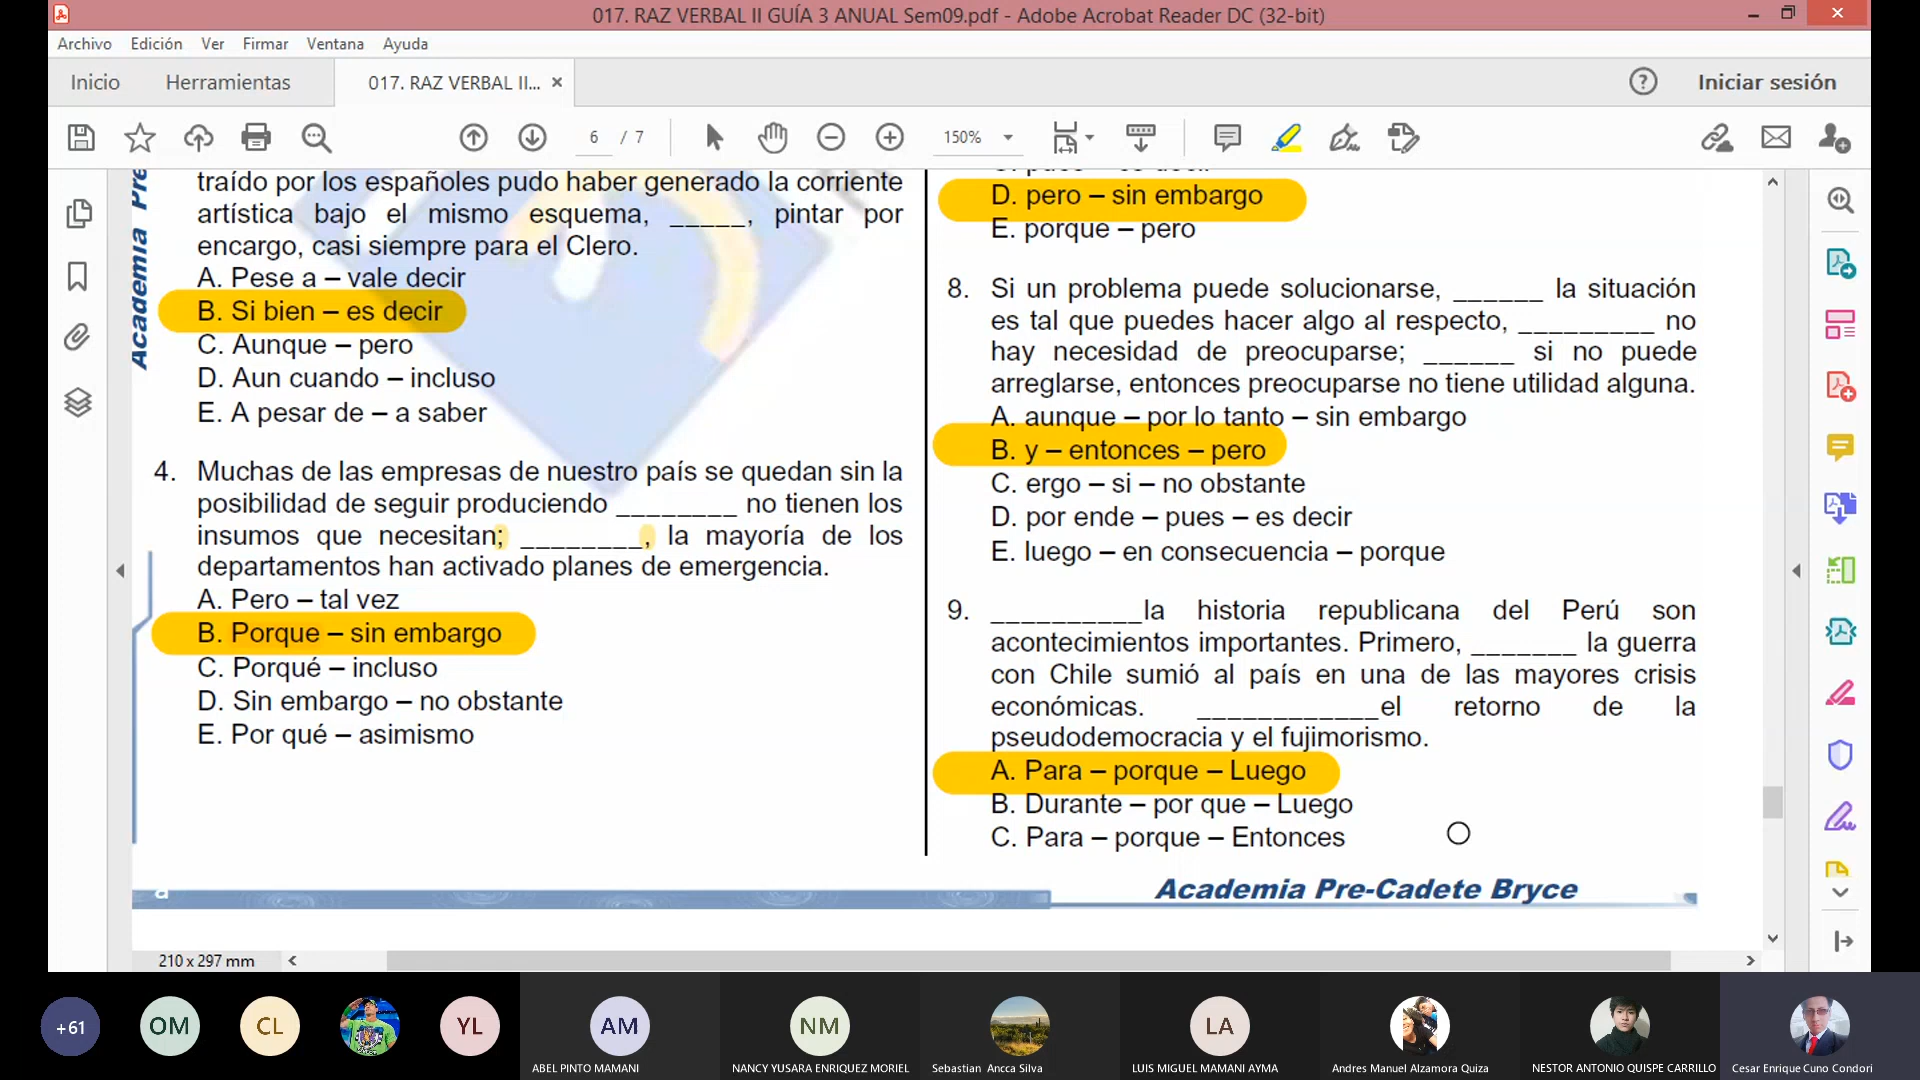 017. RAZ VERBAL II GUÍA 3 ANUAL Sem09.pdf - Adobe Acrobat Reader DC (32-bit)
Archivo Edición Ver Firmar Ventana Ayuda
Inicio Herramientas 017. RAZ VERBAL II... × Iniciar sesión
6 / 7 150%
Academia Pre
traído por los españoles pudo haber generado la corriente
artística bajo el mismo esquema, _____, pintar por
encargo, casi siempre para el Clero.
A. Pese a – vale decir
B. Si bien – es decir
C. Aunque – pero
D. Aun cuando – incluso
E. A pesar de – a saber
4. Muchas de las empresas de nuestro país se quedan sin la
posibilidad de seguir produciendo ________ no tienen los
insumos que necesitan; ________, la mayoría de los
departamentos han activado planes de emergencia.
A. Pero – tal vez
B. Porque – sin embargo
C. Porqué – incluso
D. Sin embargo – no obstante
E. Por qué – asimismo
D. pero – sin embargo
E. porque – pero
8. Si un problema puede solucionarse, ______ la situación
es tal que puedes hacer algo al respecto, _________ no
hay necesidad de preocuparse; ______ si no puede
arreglarse, entonces preocuparse no tiene utilidad alguna.
A. aunque – por lo tanto – sin embargo
B. y – entonces – pero
C. ergo – si – no obstante
D. por ende – pues – es decir
E. luego – en consecuencia – porque
9. __________la historia republicana del Perú son
acontecimientos importantes. Primero, _______ la guerra
con Chile sumió al país en una de las mayores crisis
económicas. ____________el retorno de la
pseudodemocracia y el fujimorismo.
A. Para – porque – Luego
B. Durante – por que – Luego
C. Para – porque – Entonces
Academia Pre-Cadete Bryce
210 x 297 mm
+61 OM CL YL AM NM LA
ABEL PINTO MAMANI NANCY YUSARA ENRIQUEZ MORIEL Sebastian Ancca Silva LUIS MIGUEL MAMANI AYMA Andres Manuel Alzamora Quiza NESTOR ANTONIO QUISPE CARRILLO Cesar Enrique Cuno Condori